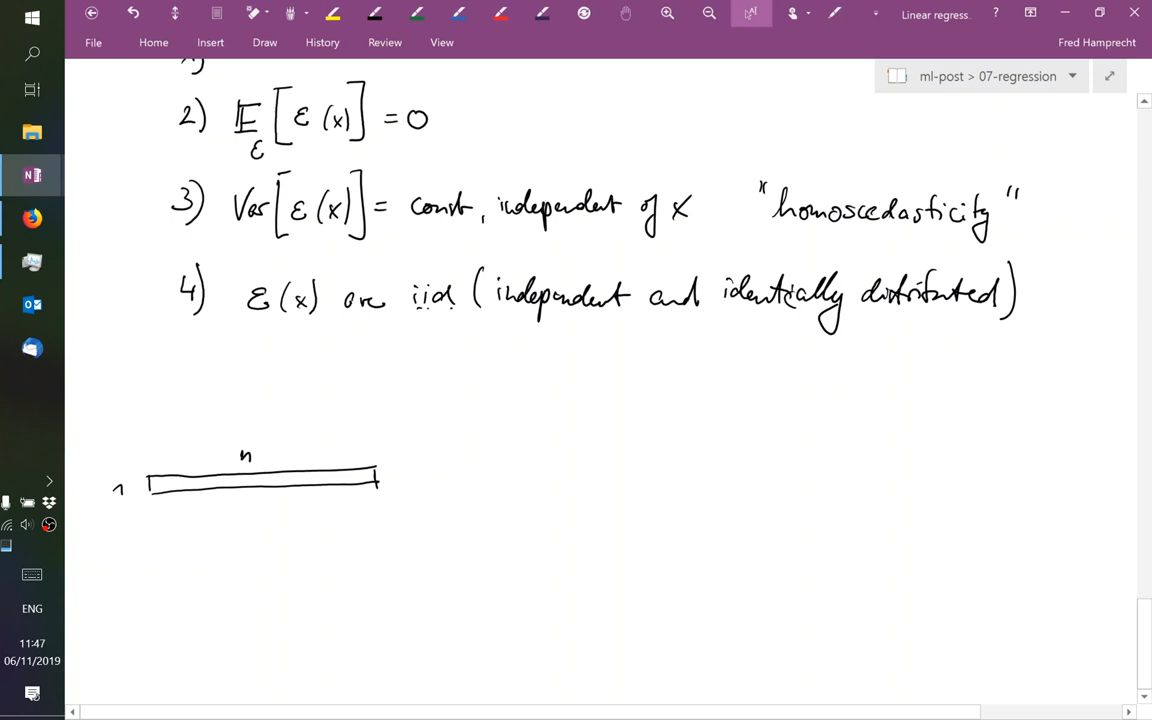 Linear regress...
?
File Home Insert Draw History Review View
Fred Hamprecht
ml-post > 07-regression
2) 𝔼_ε [ε(x)] = 0
3) Var[ε(x)] = const, independent of x "homoscedasticity"
4) ε(x) are iid (independent and identically distributed)
n
1
ENG
11:47
06/11/2019